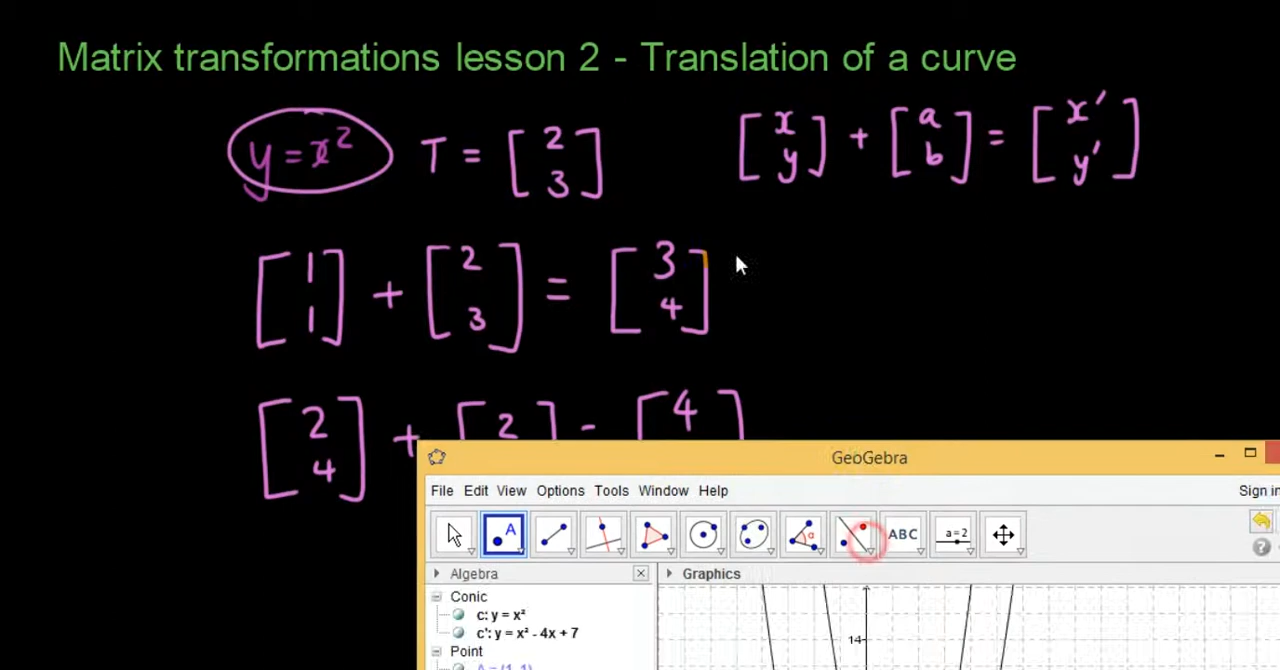 Matrix transformations lesson 2 - Translation of a curve
y = x² T = [2 3] [x y] + [a b] = [x' y']
[1 1] + [2 3] = [3 4]
[2 4] + [2 = [4
GeoGebra
File Edit View Options Tools Window Help
Sign in
A ABC a=2
Algebra
Graphics
Conic
c: y = x²
c': y = x² - 4x + 7
Point
14